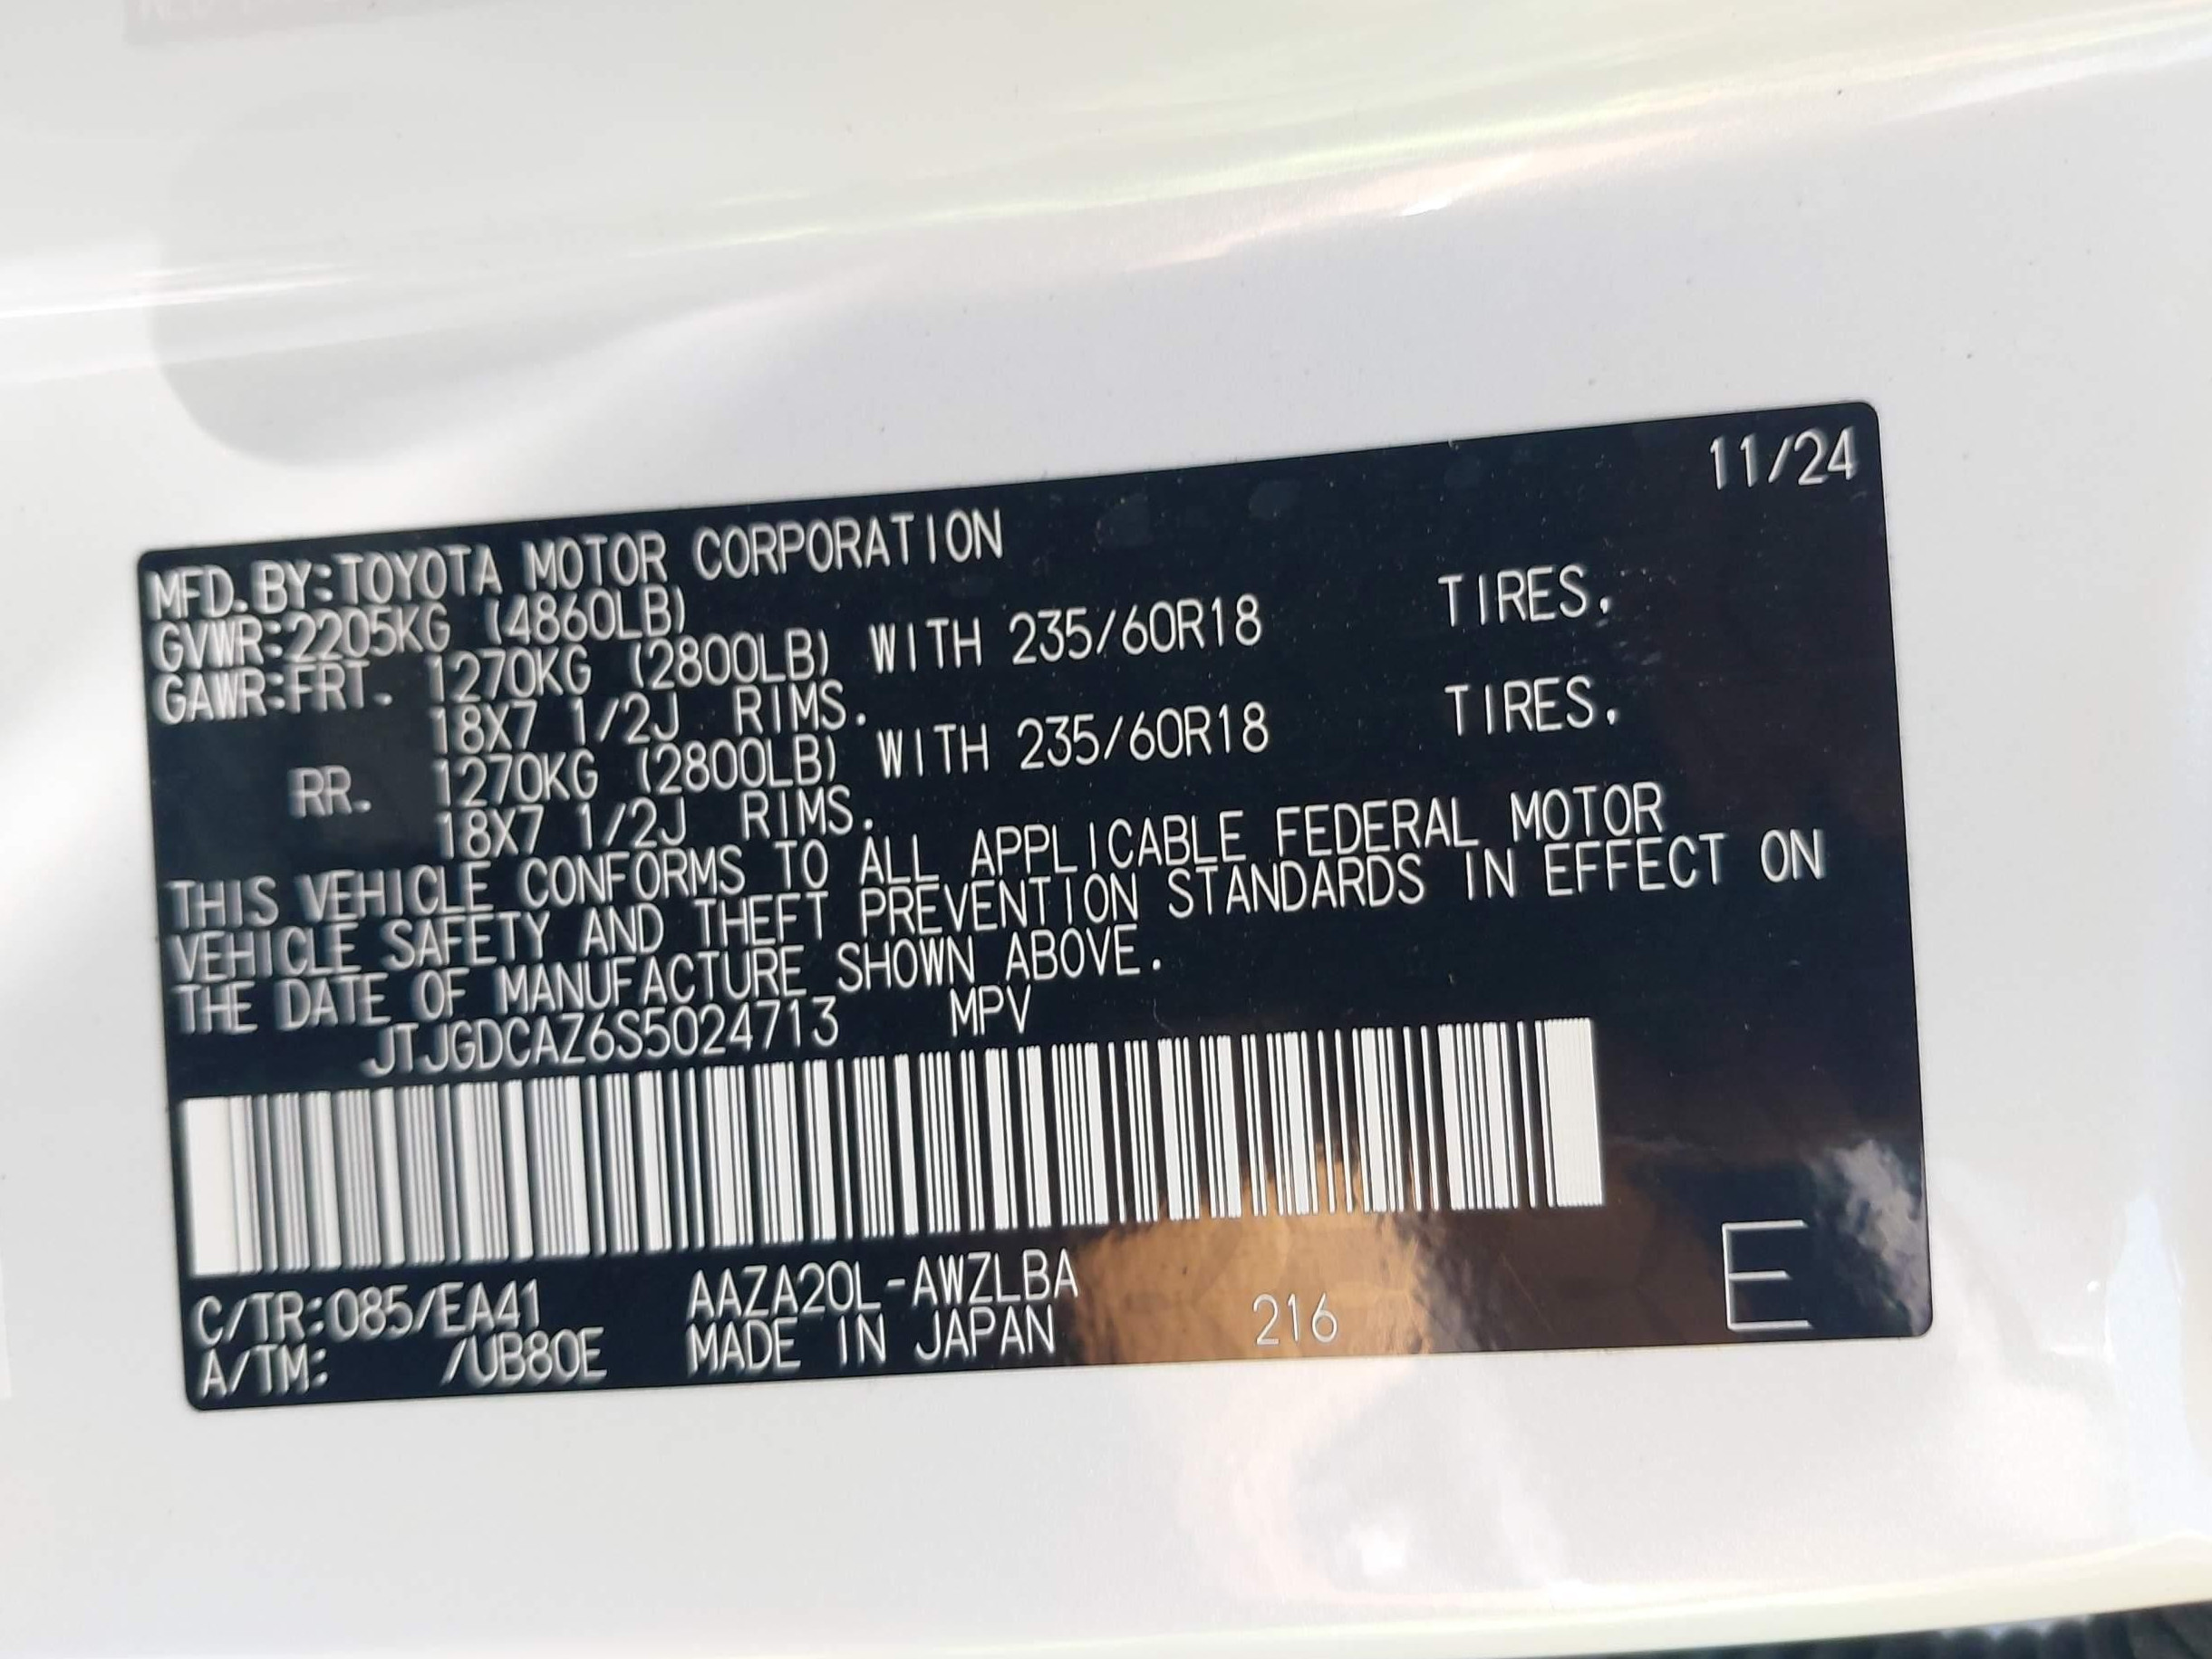 11/24
MFD.BY:TOYOTA MOTOR CORPORATION
GVWR:2205KG (4860LB)
GAWR:FRT. 1270KG (2800LB) WITH 235/60R18 TIRES,
18X7 1/2J RIMS.
RR. 1270KG (2800LB) WITH 235/60R18 TIRES,
18X7 1/2J RIMS.
THIS VEHICLE CONFORMS TO ALL APPLICABLE FEDERAL MOTOR
VEHICLE SAFETY AND THEFT PREVENTION STANDARDS IN EFFECT ON
THE DATE OF MANUFACTURE SHOWN ABOVE.
JTJGDCAZ6S5024713 MPV
C/TR:085/EA41 AAZA20L-AWZLBA
A/TM: /UB80E MADE IN JAPAN 216 E